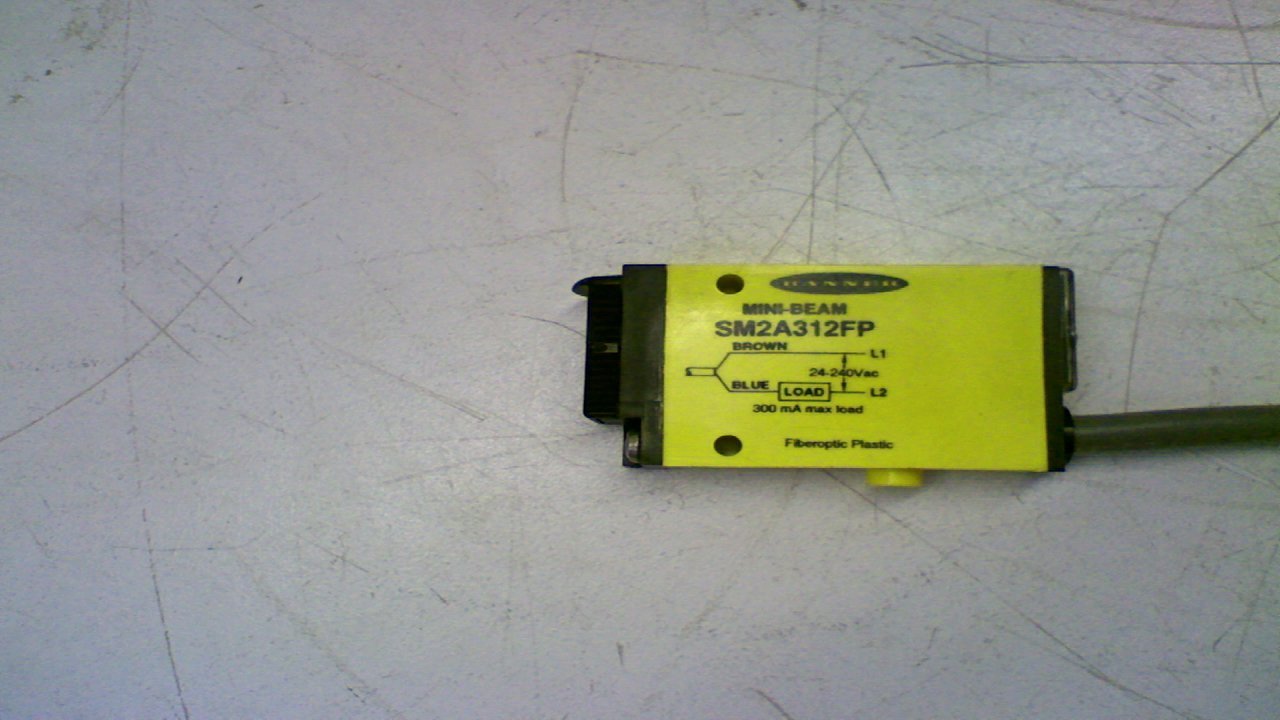 BANNER
MINI-BEAM
SM2A312FP
BROWN
L1
24-240Vac
BLUE
LOAD
L2
300 mA max load
Fiberoptic Plastic